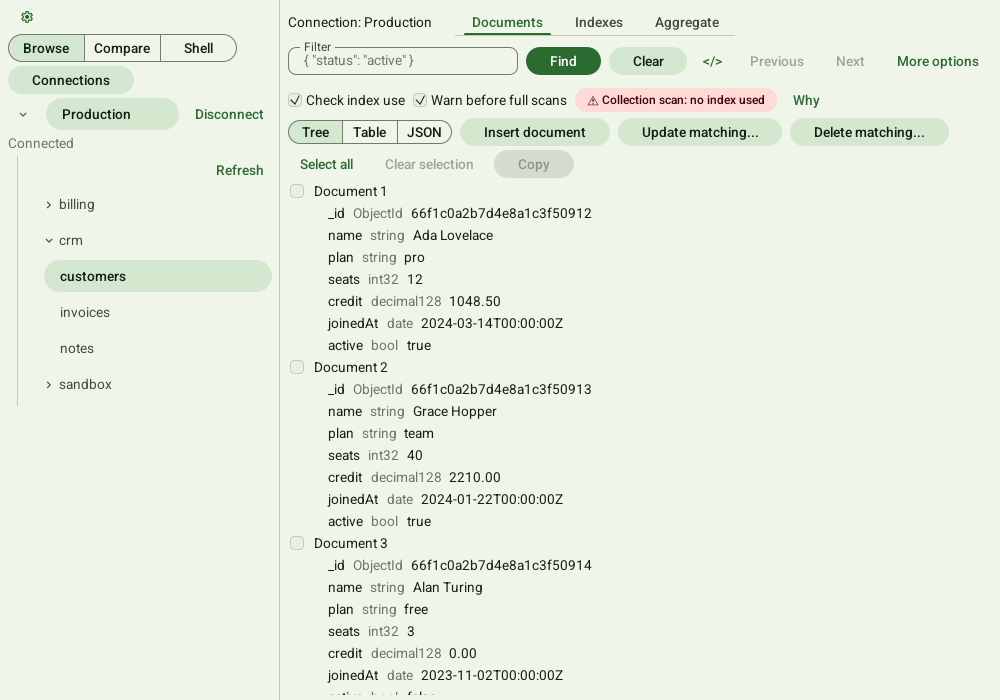 Browse Compare Shell
Connections
Production Disconnect
Connected
Refresh
billing
crm
customers
invoices
notes
sandbox
Connection: Production Documents Indexes Aggregate
Filter
{ "status": "active" } Find Clear </> Previous Next More options
Check index use Warn before full scans ⚠ Collection scan: no index used Why
Tree Table JSON Insert document Update matching... Delete matching...
Select all Clear selection Copy
Document 1
_id ObjectId 66f1c0a2b7d4e8a1c3f50912
name string Ada Lovelace
plan string pro
seats int32 12
credit decimal128 1048.50
joinedAt date 2024-03-14T00:00:00Z
active bool true
Document 2
_id ObjectId 66f1c0a2b7d4e8a1c3f50913
name string Grace Hopper
plan string team
seats int32 40
credit decimal128 2210.00
joinedAt date 2024-01-22T00:00:00Z
active bool true
Document 3
_id ObjectId 66f1c0a2b7d4e8a1c3f50914
name string Alan Turing
plan string free
seats int32 3
credit decimal128 0.00
joinedAt date 2023-11-02T00:00:00Z